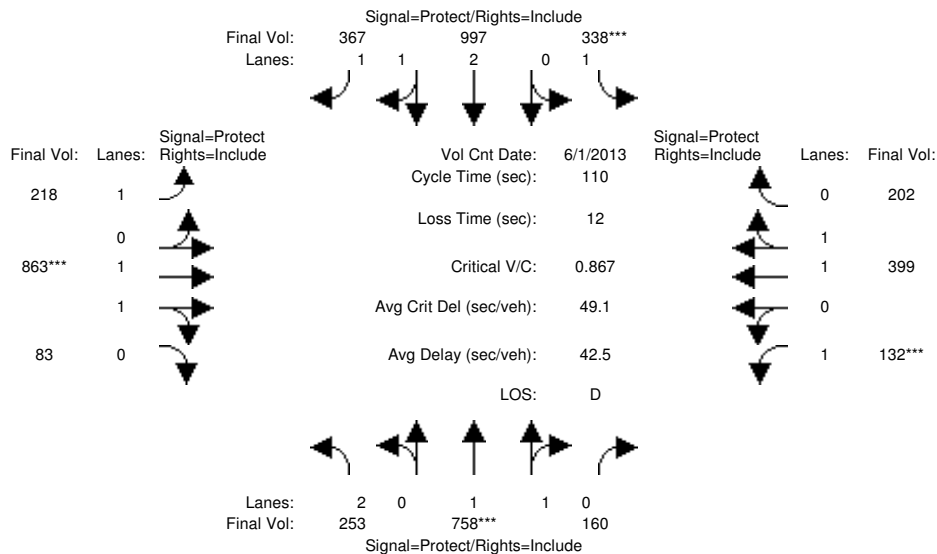 Signal=Protect/Rights=Include
Final Vol: 367 997 338***
Lanes: 1 1 2 0 1
Signal=Protect
Final Vol: Lanes: Rights=Include
Vol Cnt Date: 6/1/2013
Signal=Protect
Rights=Include Lanes: Final Vol:
Cycle Time (sec): 110
218 1
0 202
Loss Time (sec): 12
0
1
863*** 1
Critical V/C: 0.867
1 399
1
Avg Crit Del (sec/veh): 49.1
0
83 0
Avg Delay (sec/veh): 42.5
1 132***
LOS: D
Lanes: 2 0 1 1 0
Final Vol: 253 758*** 160
Signal=Protect/Rights=Include